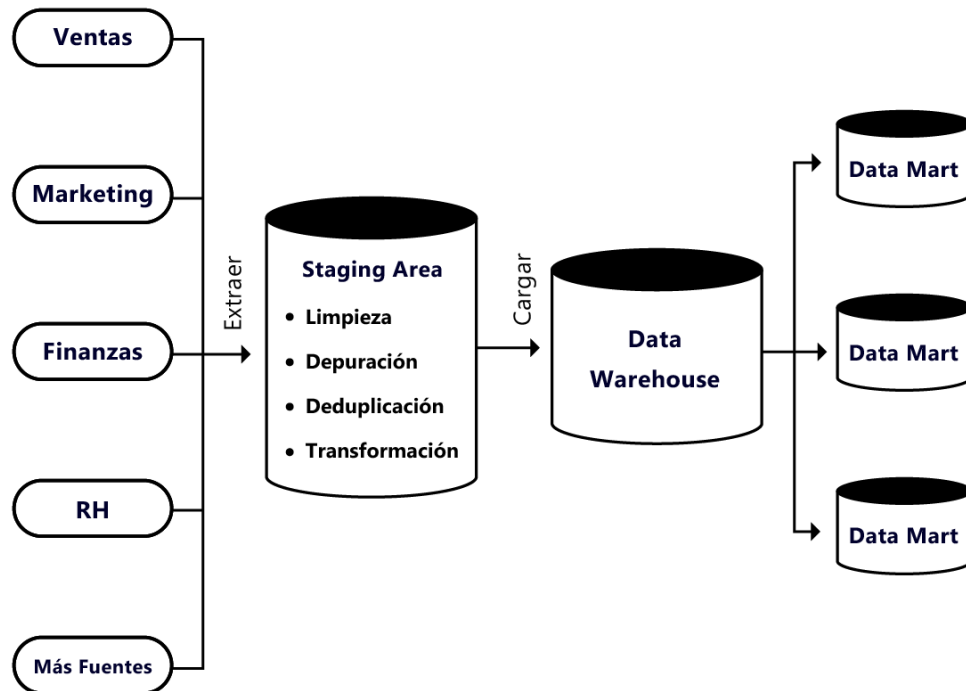 Ventas
Marketing
Finanzas
RH
Más Fuentes
Extraer
Staging Area
• Limpieza
• Depuración
• Deduplicación
• Transformación
Cargar
Data
Warehouse
Data Mart
Data Mart
Data Mart